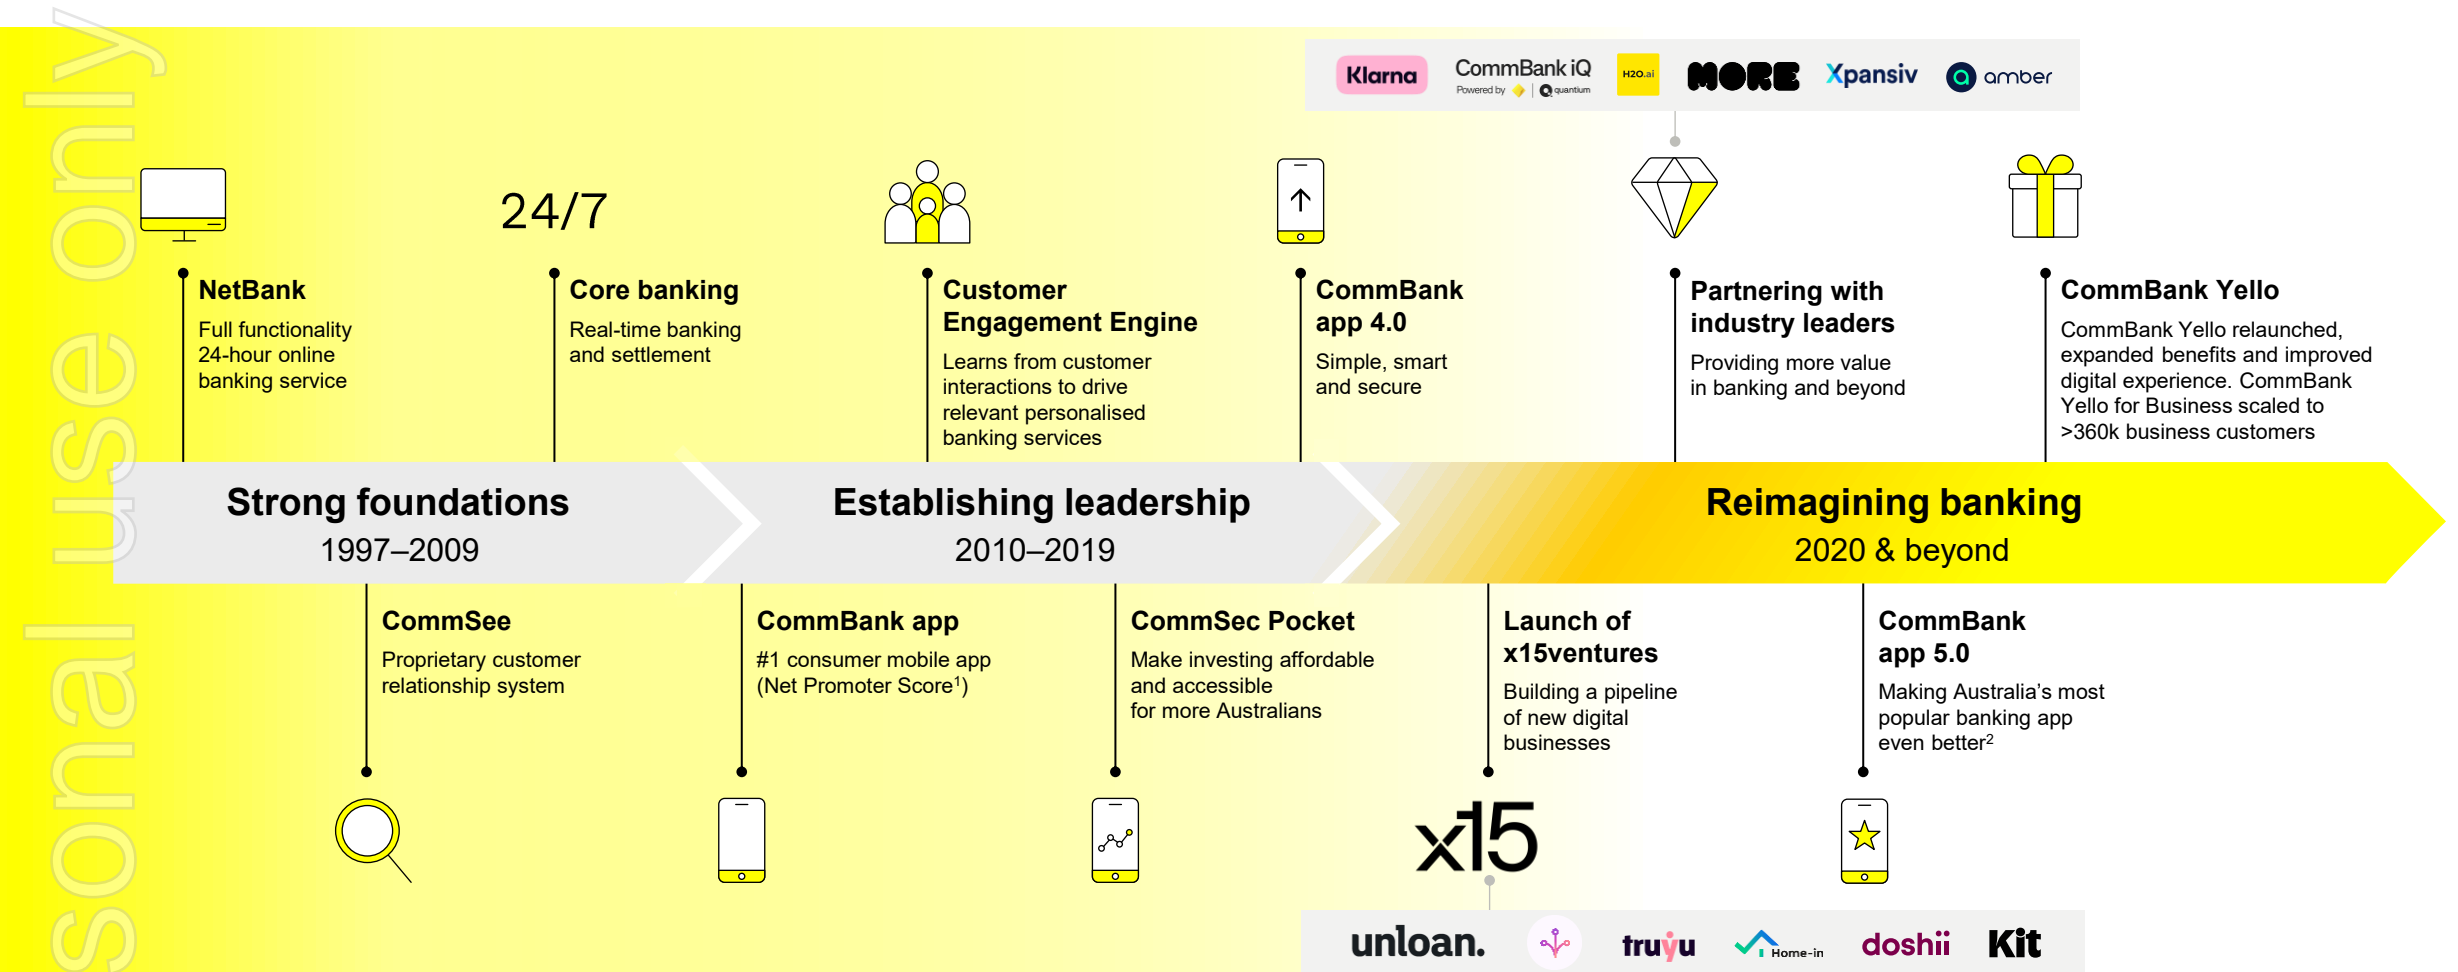 Klarna
CommBank iQ
Powered by
quantium
H2O.ai
MORE
Xpansiv
amber
24/7
NetBank
Full functionality
24-hour online
banking service
Core banking
Real-time banking
and settlement
Customer
Engagement Engine
Learns from customer
interactions to drive
relevant personalised
banking services
CommBank
app 4.0
Simple, smart
and secure
Partnering with
industry leaders
Providing more value
in banking and beyond
CommBank Yello
CommBank Yello relaunched,
expanded benefits and improved
digital experience. CommBank
Yello for Business scaled to
>360k business customers
Strong foundations
1997–2009
Establishing leadership
2010–2019
Reimagining banking
2020 & beyond
CommSee
Proprietary customer
relationship system
CommBank app
#1 consumer mobile app
(Net Promoter Score¹)
CommSec Pocket
Make investing affordable
and accessible
for more Australians
Launch of
x15ventures
Building a pipeline
of new digital
businesses
CommBank
app 5.0
Making Australia’s most
popular banking app
even better²
x15
unloan.
truyu
Home-in
doshii
Kit
sonal use only